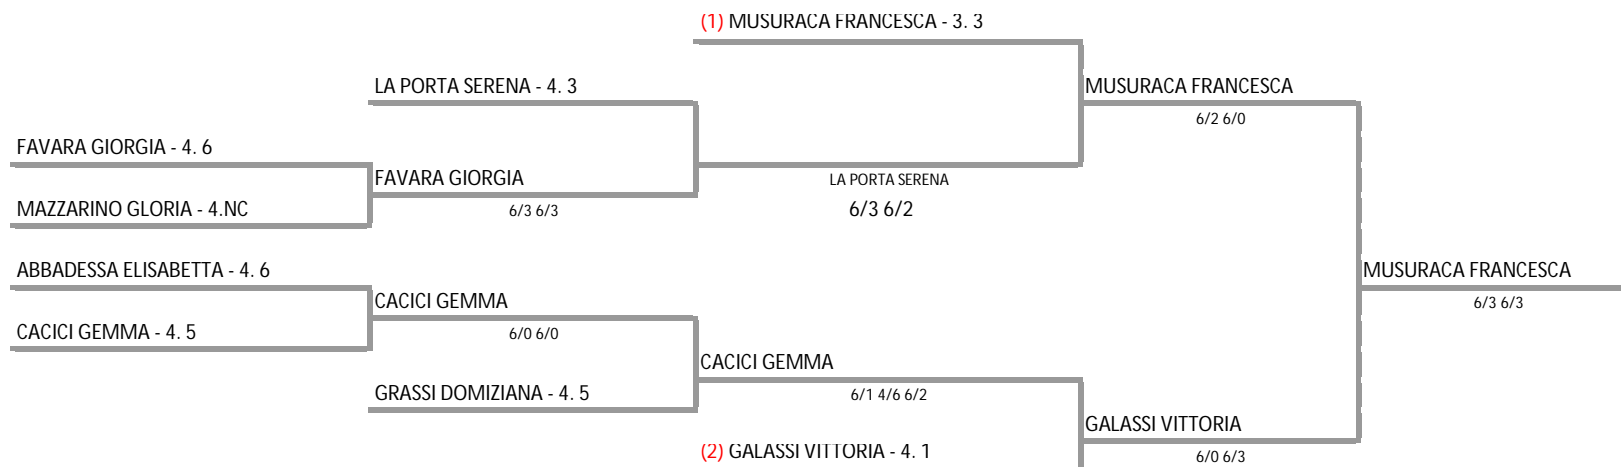 (1) MUSURACA FRANCESCA - 3. 3
LA PORTA SERENA - 4. 3
MUSURACA FRANCESCA
6/2 6/0
FAVARA GIORGIA - 4. 6
FAVARA GIORGIA
LA PORTA SERENA
MAZZARINO GLORIA - 4.NC
6/3 6/3
6/3 6/2
ABBADESSA ELISABETTA - 4. 6
MUSURACA FRANCESCA
CACICI GEMMA
6/3 6/3
CACICI GEMMA - 4. 5
6/0 6/0
CACICI GEMMA
GRASSI DOMIZIANA - 4. 5
6/1 4/6 6/2
GALASSI VITTORIA
(2) GALASSI VITTORIA - 4. 1
6/0 6/3